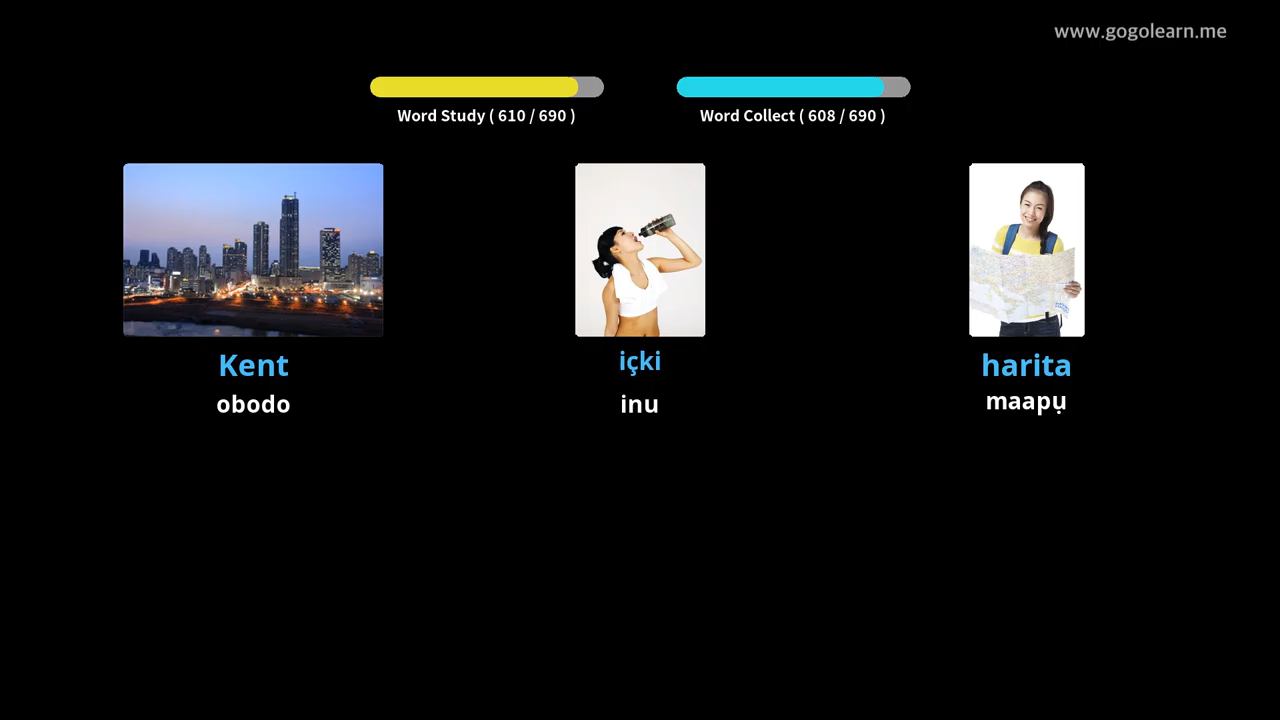 www.gogolearn.me
Word Study ( 610 / 690 )
Word Collect ( 608 / 690 )
Kent
obodo
içki
inu
harita
maapụ